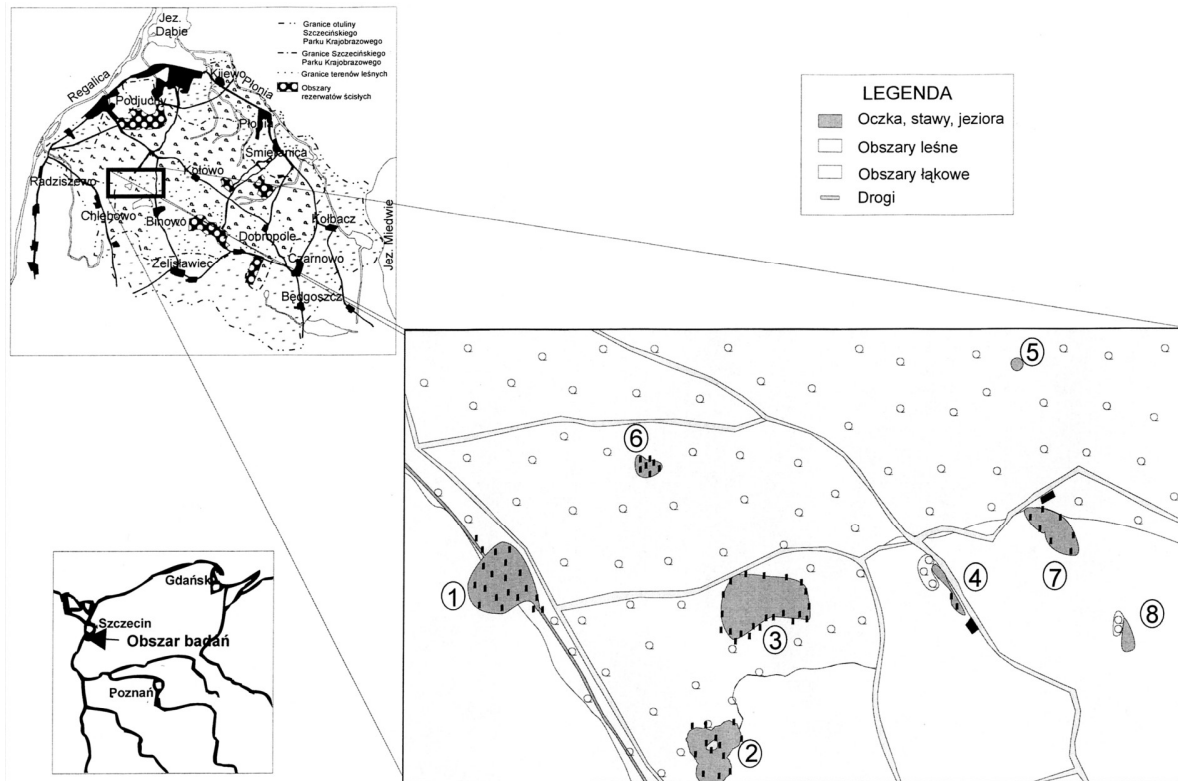 Jez.
Dąbie
Granice otuliny
Szczecińskiego
Parku Krajobrazowego
Granice Szczecińskiego
Parku Krajobrazowego
Granice terenów leśnych
Obszary
rezerwatów ścisłych
Regalica
Kijewo
Płonia
Podjuchy
Płonia
Śmierdnica
Kołowo
Radziszewo
Chlebowo
Binowo
Kołbacz
Dobropole
Jez. Miedwie
Żelisławiec
Czarnowo
Będgoszcz
LEGENDA
Oczka, stawy, jeziora
Obszary leśne
Obszary łąkowe
Drogi
Gdańsk
Szczecin
Obszar badań
Poznań
5
6
1
4
7
8
3
2